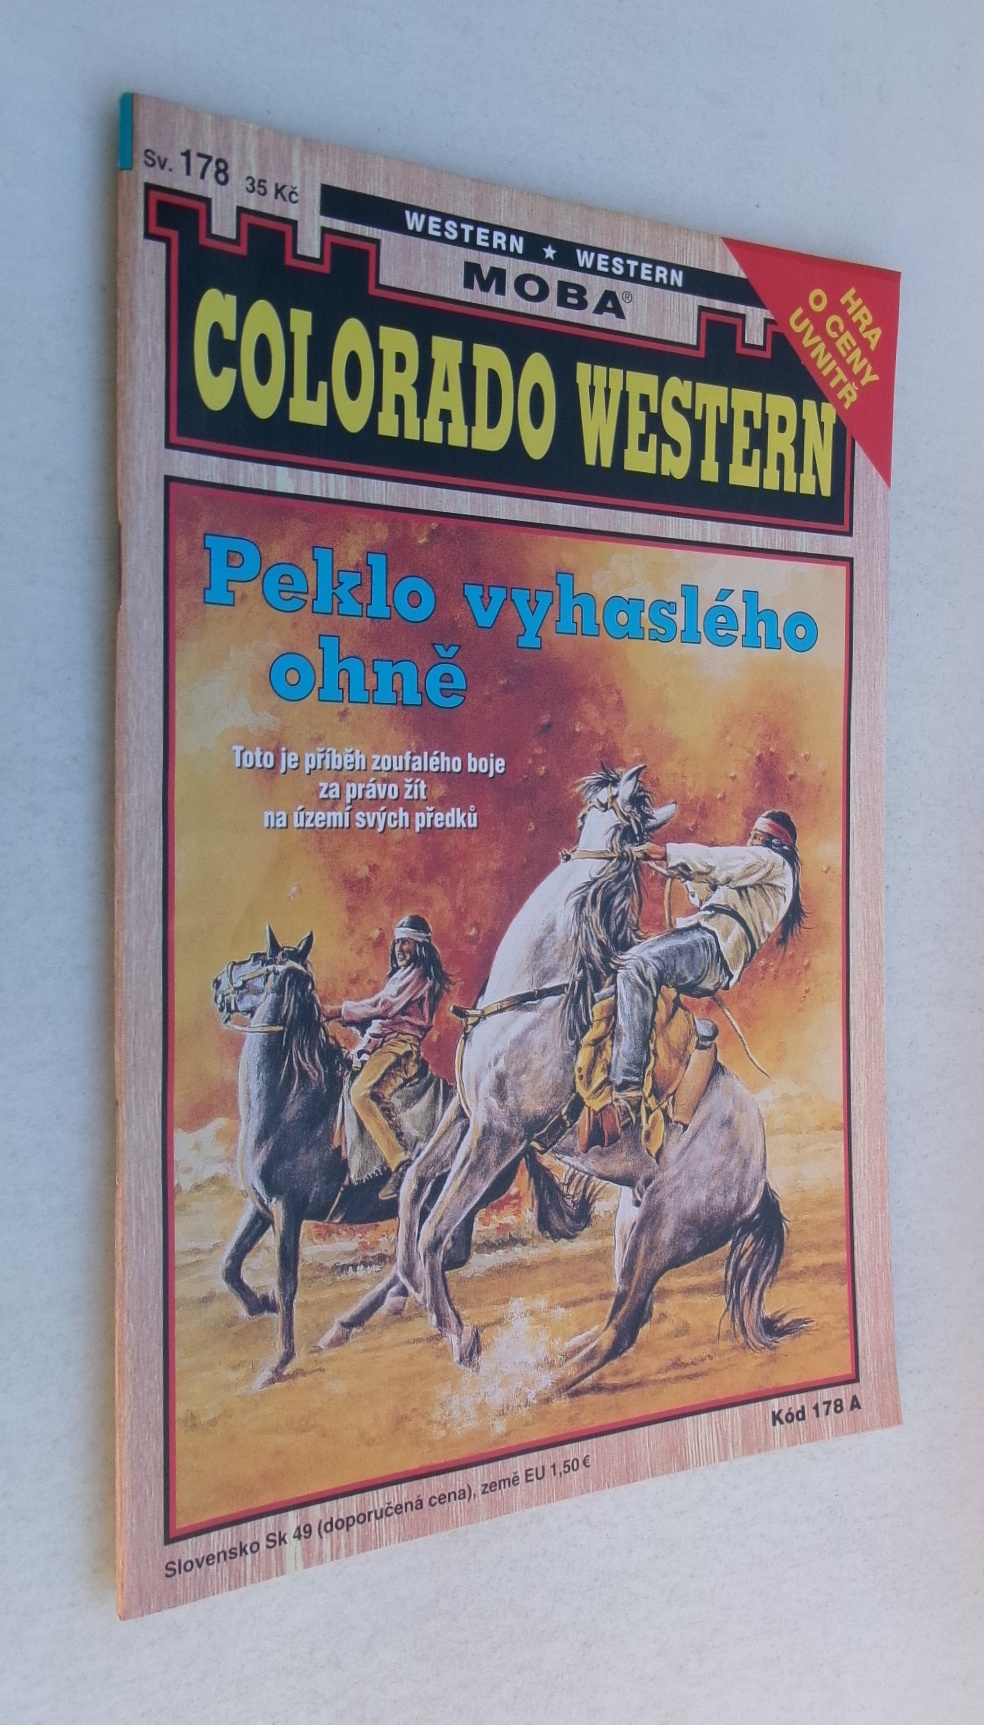 Sv. 178 35 Kč
WESTERN ★ WESTERN
MOBA®
HRA
O CENY
UVNITŘ
COLORADO WESTERN
Peklo vyhaslého
ohně
Toto je příběh zoufalého boje
za právo žít
na území svých předků
Kód 178 A
Slovensko Sk 49 (doporučená cena), země EU 1,50 €